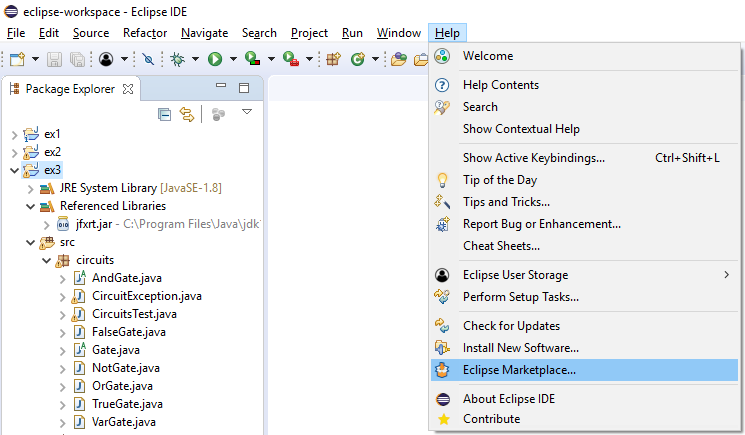 eclipse-workspace - Eclipse IDE
File Edit Source Refactor Navigate Search Project Run Window Help
Package Explorer
ex1
ex2
ex3
JRE System Library [JavaSE-1.8]
Referenced Libraries
jfxrt.jar - C:\Program Files\Java\jdk
src
circuits
AndGate.java
CircuitException.java
CircuitsTest.java
FalseGate.java
Gate.java
NotGate.java
OrGate.java
TrueGate.java
VarGate.java
Welcome
Help Contents
Search
Show Contextual Help
Show Active Keybindings... Ctrl+Shift+L
Tip of the Day
Tips and Tricks...
Report Bug or Enhancement...
Cheat Sheets...
Eclipse User Storage
Perform Setup Tasks...
Check for Updates
Install New Software...
Eclipse Marketplace...
About Eclipse IDE
Contribute